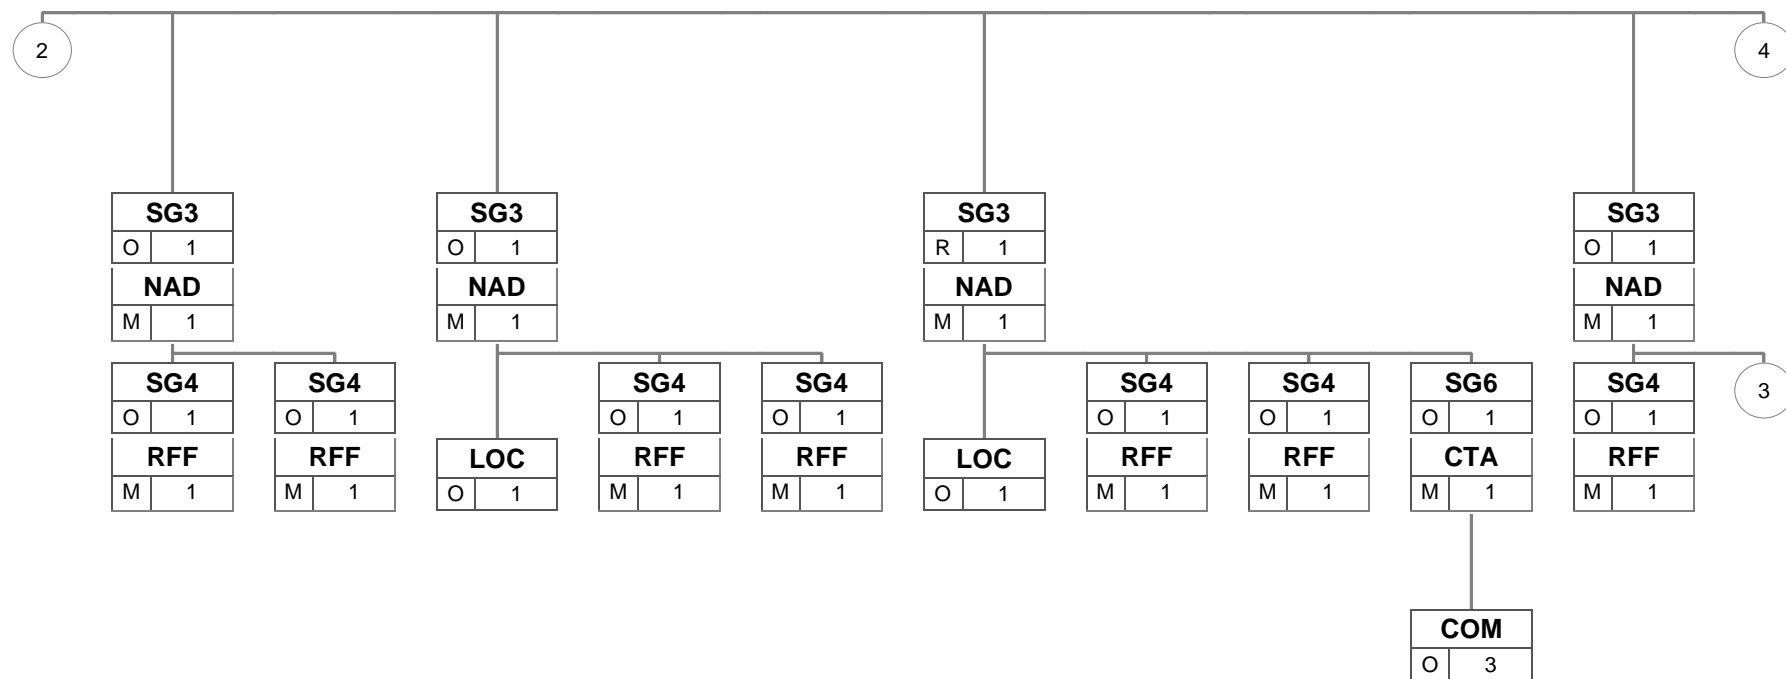 2 4
SG3 SG3 SG3 SG3
O 1 O 1 R 1 O 1
NAD NAD NAD NAD
M 1 M 1 M 1 M 1
SG4 SG4 SG4 SG4 SG4 SG4 SG6 SG4 3
O 1 O 1 O 1 O 1 O 1 O 1 O 1 O 1
RFF RFF LOC RFF RFF LOC RFF RFF CTA RFF
M 1 M 1 O 1 M 1 M 1 O 1 M 1 M 1 M 1 M 1
COM
O 3